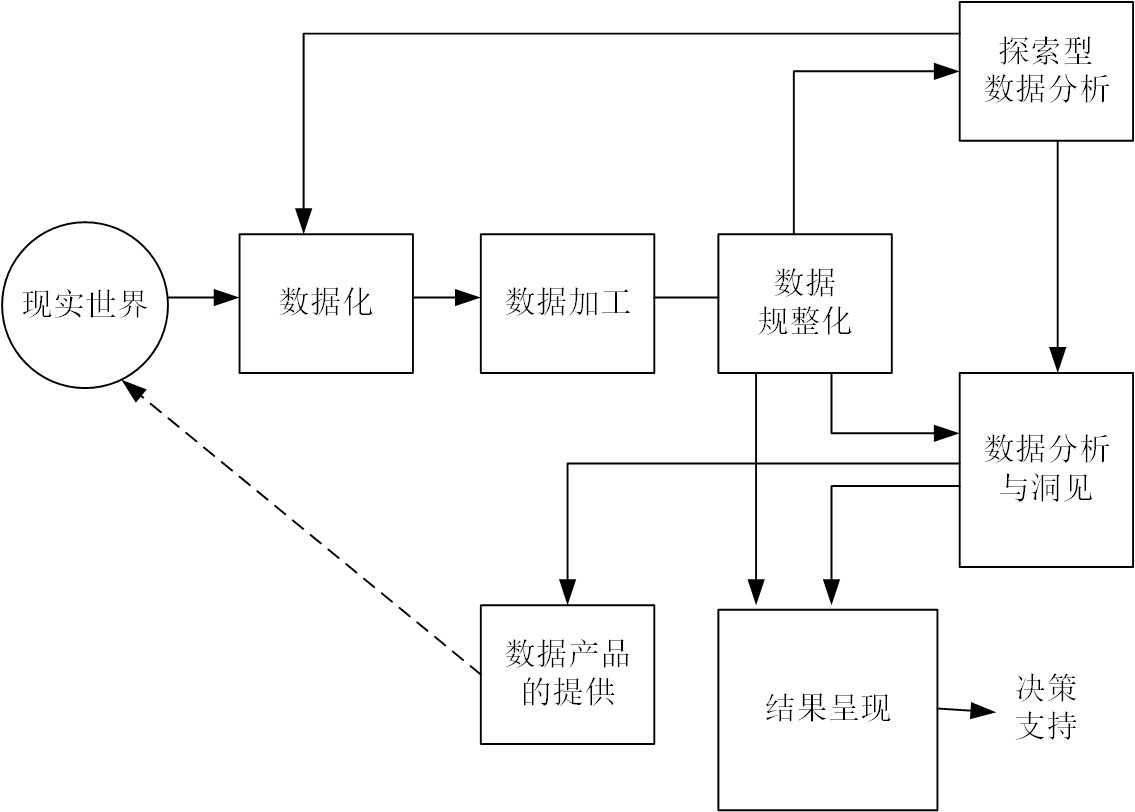 探索型
数据分析
现实世界
数据化
数据加工
数据
规整化
数据分析
与洞见
数据产品
的提供
结果呈现
决策
支持